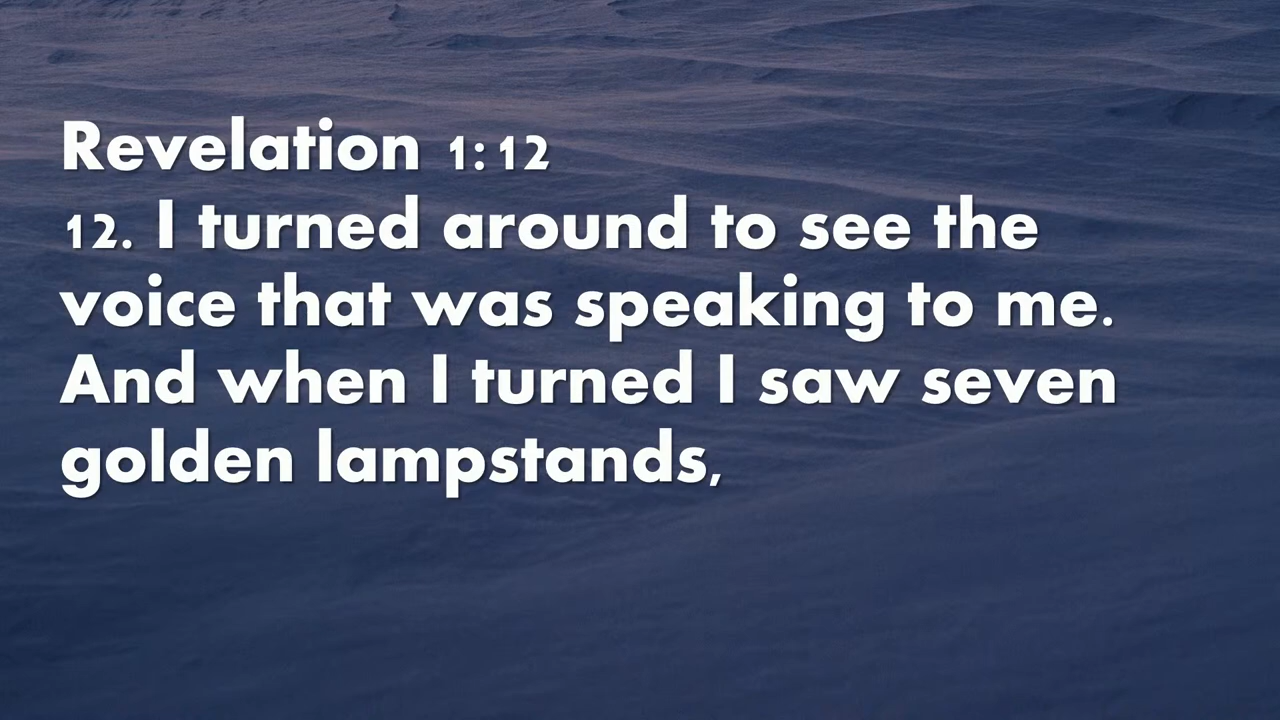 Revelation 1:12
12. I turned around to see the
voice that was speaking to me.
And when I turned I saw seven
golden lampstands,